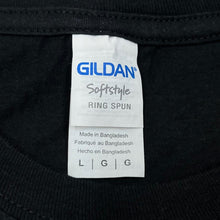 GILDAN
Softstyle
RING SPUN
Made in Bangladesh
Fabriqué au Bangladesh
Hecho en Bangladesh
L | G | G